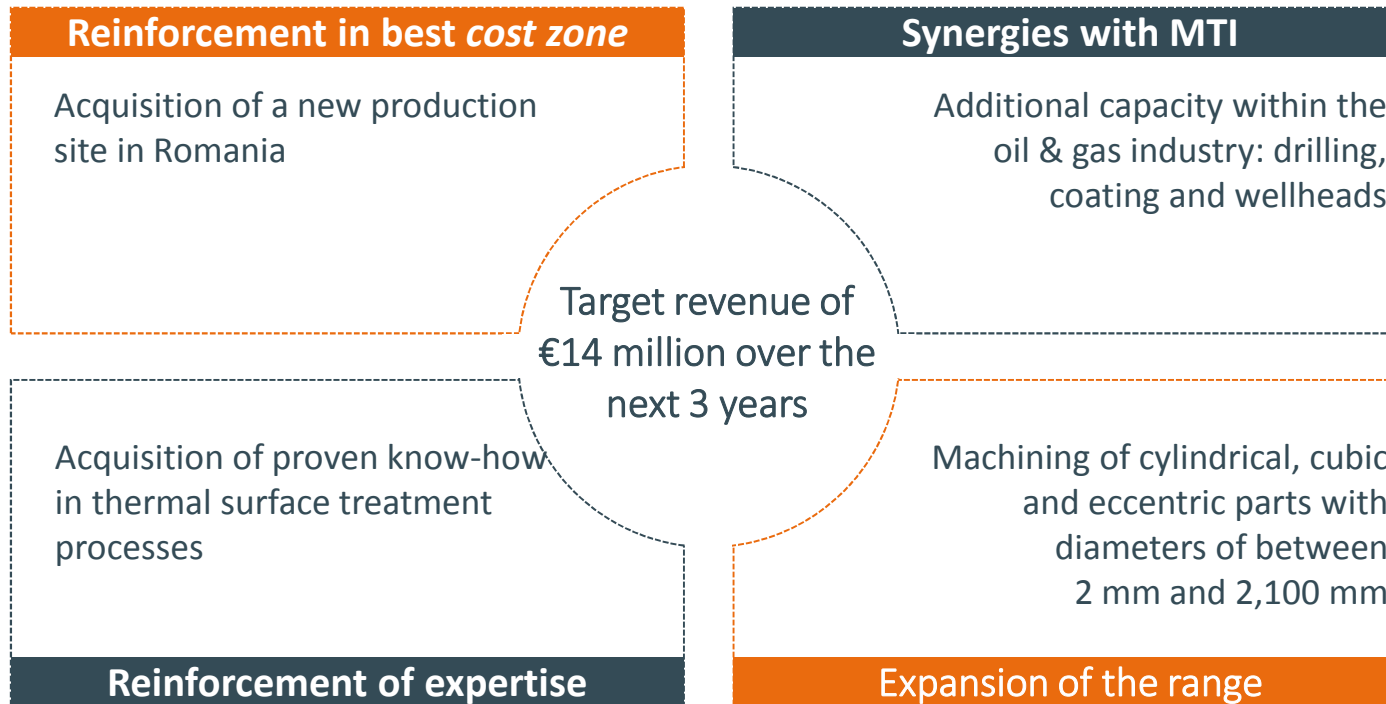 Reinforcement in best cost zone
Acquisition of a new production
site in Romania
Synergies with MTI
Additional capacity within the
oil & gas industry: drilling,
coating and wellheads
Target revenue of
€14 million over the
next 3 years
Acquisition of proven know-how
in thermal surface treatment
processes
Reinforcement of expertise
Machining of cylindrical, cubic
and eccentric parts with
diameters of between
2 mm and 2,100 mm
Expansion of the range